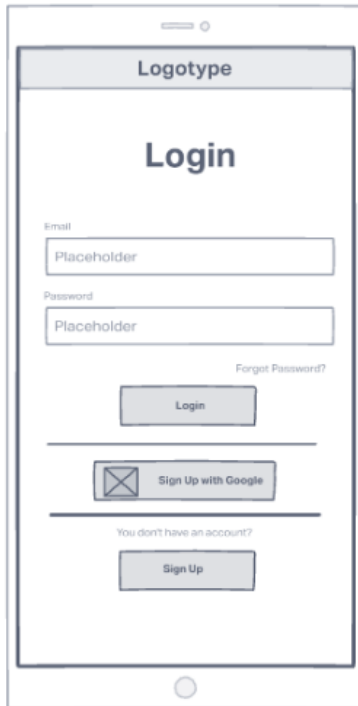 Logotype
Login
Email
Placeholder
Password
Placeholder
Forgot Password?
Login
Sign Up with Google
You don't have an account?
Sign Up